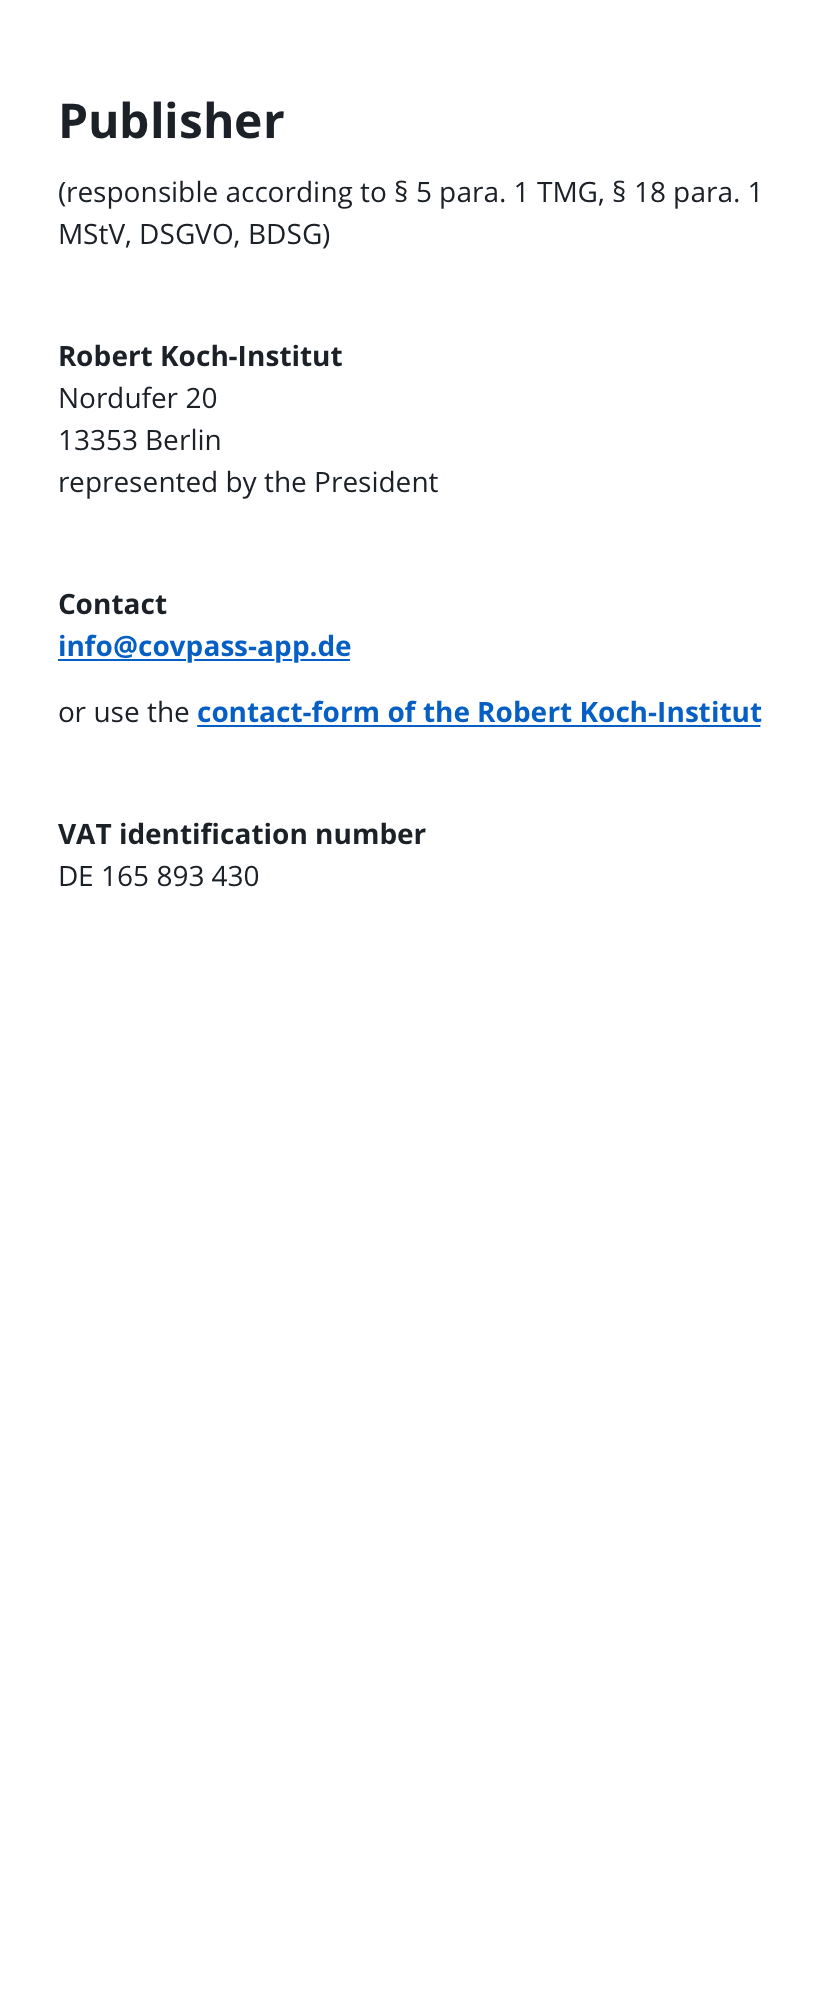 Publisher
(responsible according to § 5 para. 1 TMG, § 18 para. 1
MStV, DSGVO, BDSG)
Robert Koch-Institut
Nordufer 20
13353 Berlin
represented by the President
Contact
info@covpass-app.de
or use the contact-form of the Robert Koch-Institut
VAT identification number
DE 165 893 430